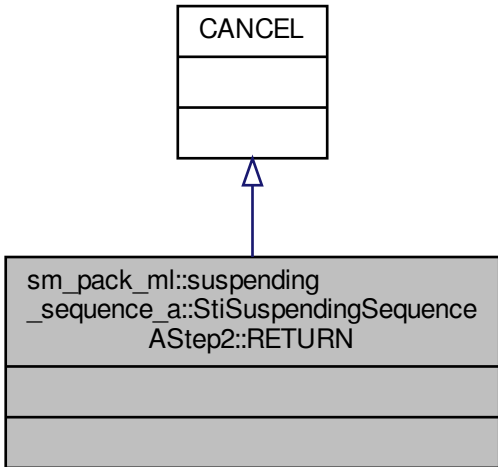 CANCEL
sm_pack_ml::suspending
_sequence_a::StiSuspendingSequence
AStep2::RETURN